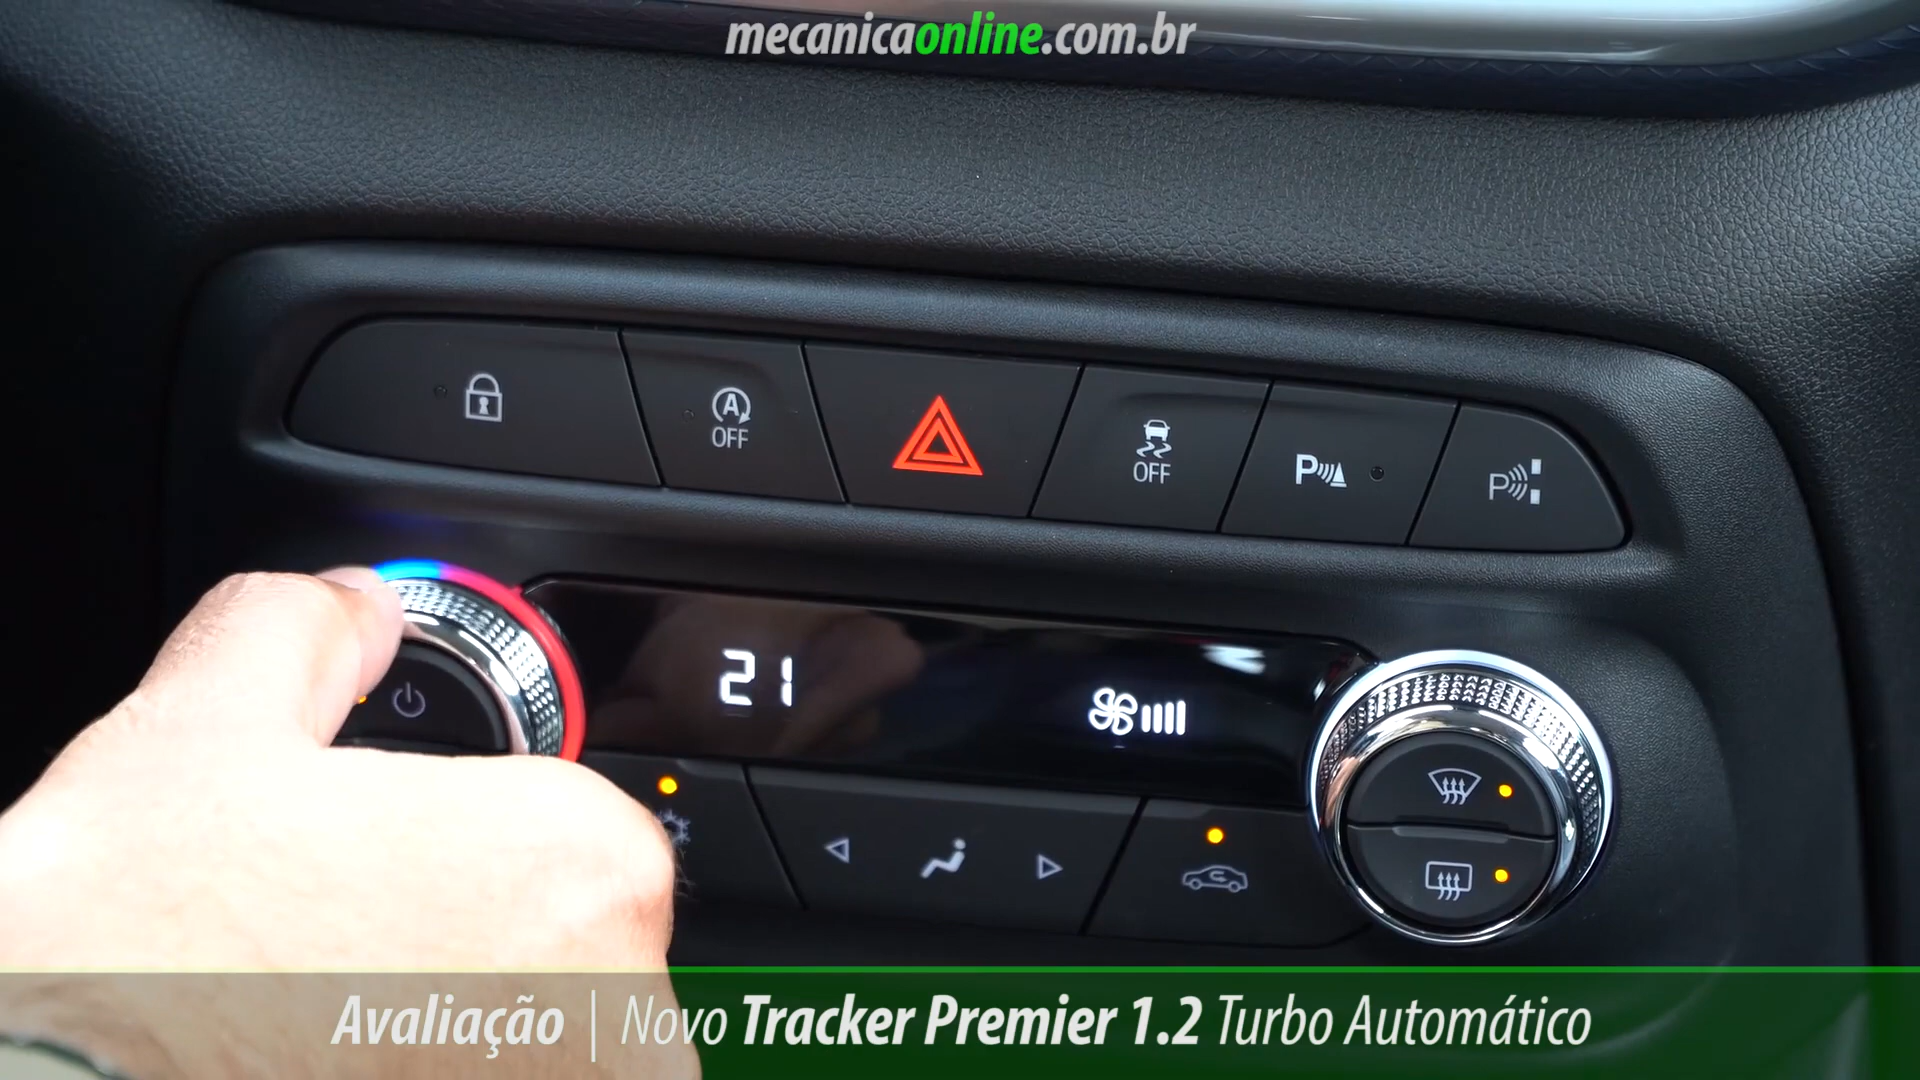 mecanicaonline.com.br
A
OFF
OFF
P
P
21
Avaliação | Novo Tracker Premier 1.2 Turbo Automático